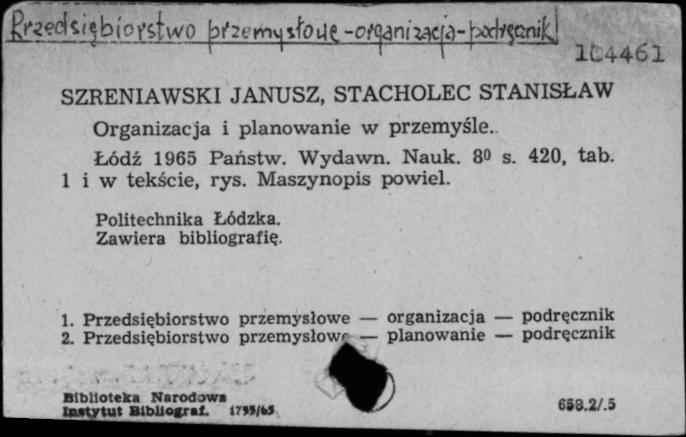 Przedsiębiorstwo przemysłowe - organizacja - podręcznik
104461
SZRENIAWSKI JANUSZ, STACHOLEC STANISŁAW
Organizacja i planowanie w przemyśle.
Łódź 1965 Państw. Wydawn. Nauk. 8⁰ s. 420, tab.
1 i w tekście, rys. Maszynopis powiel.
Politechnika Łódzka.
Zawiera bibliografię.
1. Przedsiębiorstwo przemysłowe — organizacja — podręcznik
2. Przedsiębiorstwo przemysłowe — planowanie — podręcznik
Biblioteka Narodowa
Instytut Bibliograf. 1795/65
658.2/.5